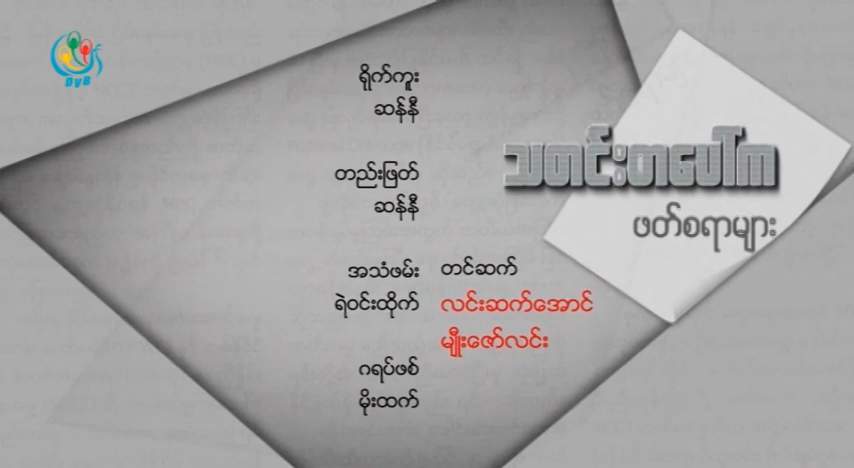 DVB
ရိုက်ကူး
ဆန်နီ
တည်းဖြတ်
ဆန်နီ
အသံဖမ်း
ရဲဝင်းထိုက်
တင်ဆက်
လင်းဆက်အောင်
မျိုးဇော်လင်း
ဂရပ်ဖစ်
မိုးထက်
သတင်းတပေါ်က
ဖတ်စရာများ